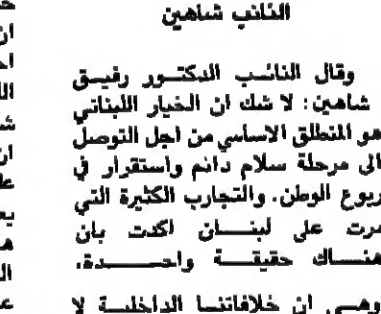 النائب شاهين
وقال النائب الدكتور رفيق
شاهين: لا شك ان الخيار اللبناني
هو المنطلق الاساسي من اجل التوصل
الى مرحلة سلام دائم واستقرار في
ربوع الوطن. والتجارب الكثيرة التي
مرت على لبنان اكدت بان
هناك حقيقة واحدة،
وهي ان خلافاتنا الداخلية لا